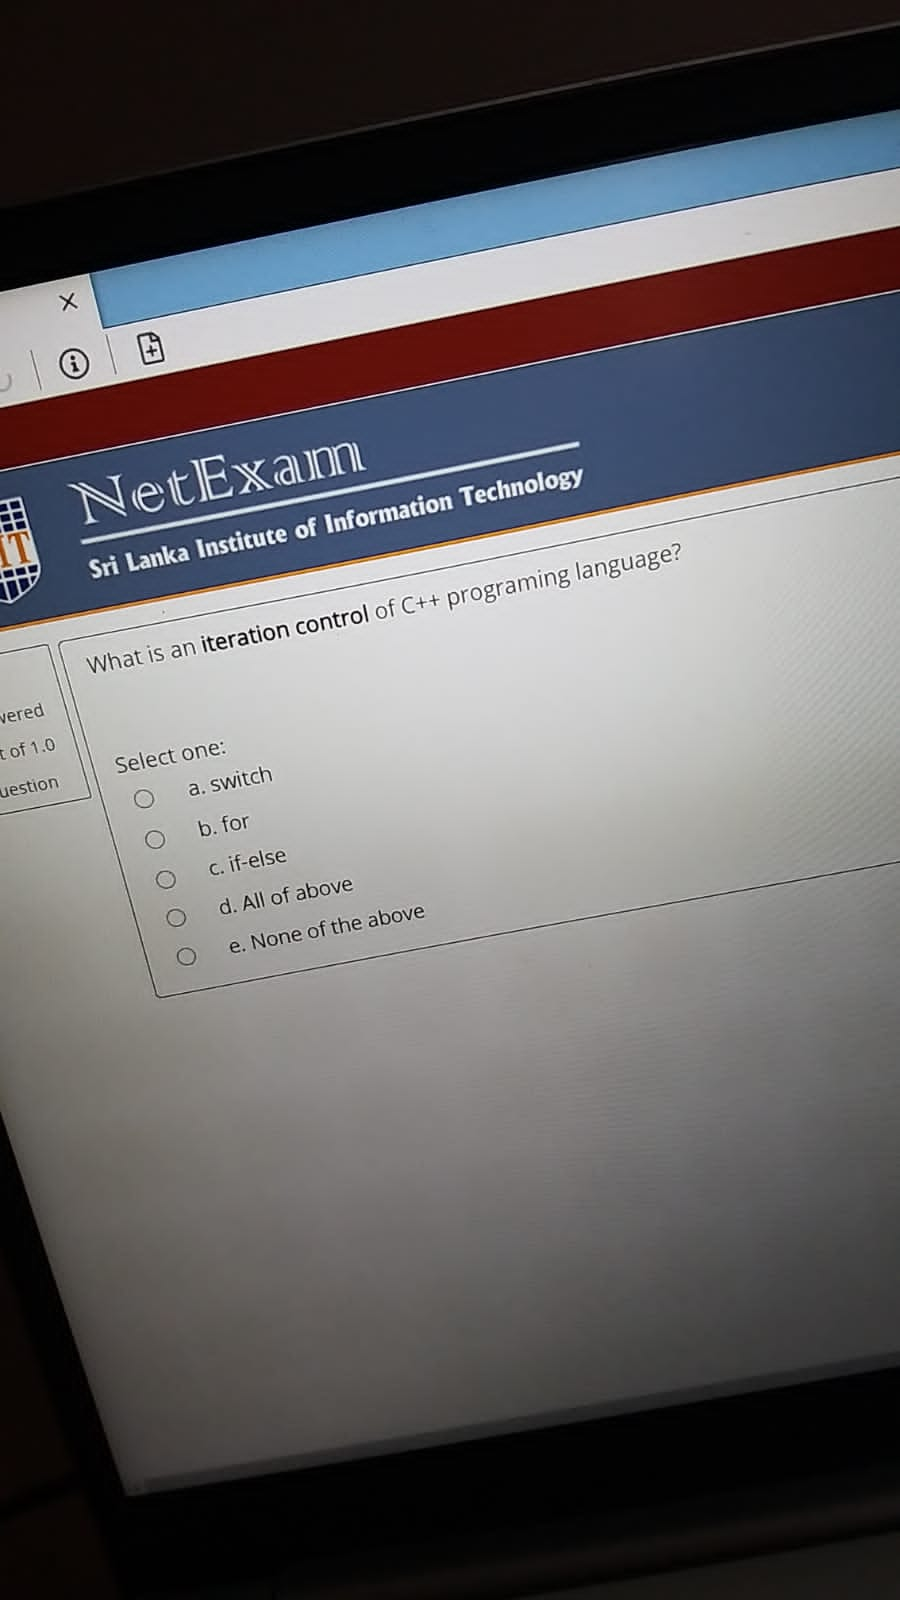 NetExam
Sri Lanka Institute of Information Technology
IT
vered
t of 1.0
uestion
What is an iteration control of C++ programing language?
Select one:
a. switch
b. for
c. if-else
d. All of above
e. None of the above